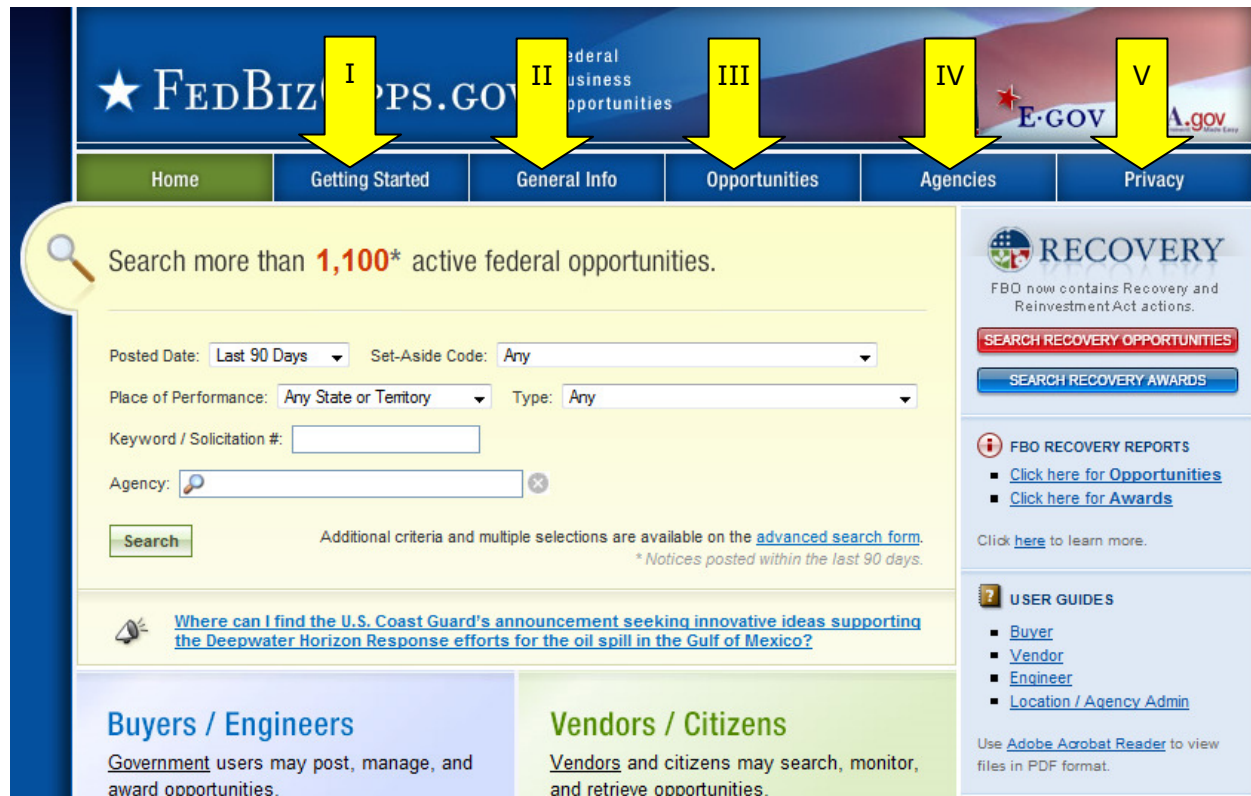 I
II
III
IV
V
★ FEDBIZ PPS.GOV
ederal
usiness
pportunities
E·GOV
A.gov
Home
Getting Started
General Info
Opportunities
Agencies
Privacy
Search more than 1,100* active federal opportunities.
Posted Date: Last 90 Days Set-Aside Code: Any
Place of Performance: Any State or Territory Type: Any
Keyword / Solicitation #:
Agency:
Search
Additional criteria and multiple selections are available on the advanced search form.
* Notices posted within the last 90 days.
Where can I find the U.S. Coast Guard's announcement seeking innovative ideas supporting
the Deepwater Horizon Response efforts for the oil spill in the Gulf of Mexico?
Buyers / Engineers
Government users may post, manage, and
award opportunities.
Vendors / Citizens
Vendors and citizens may search, monitor,
and retrieve opportunities.
RECOVERY
FBO now contains Recovery and
Reinvestment Act actions.
SEARCH RECOVERY OPPORTUNITIES
SEARCH RECOVERY AWARDS
FBO RECOVERY REPORTS
Click here for Opportunities
Click here for Awards
Click here to learn more.
USER GUIDES
Buyer
Vendor
Engineer
Location / Agency Admin
Use Adobe Acrobat Reader to view
files in PDF format.